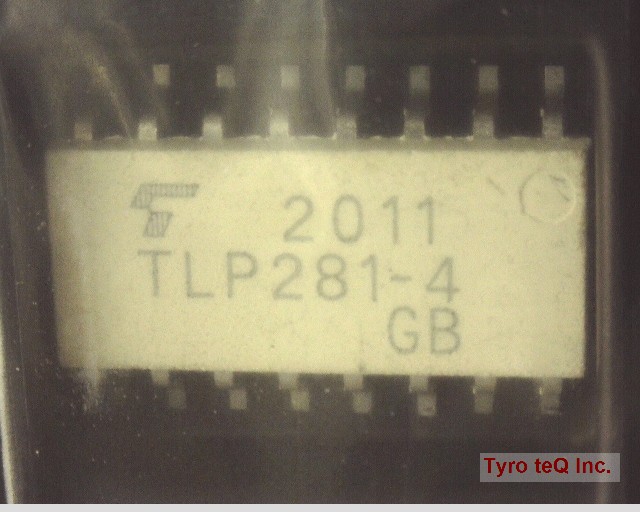 2011
TLP281-4
GB
Tyro teQ Inc.